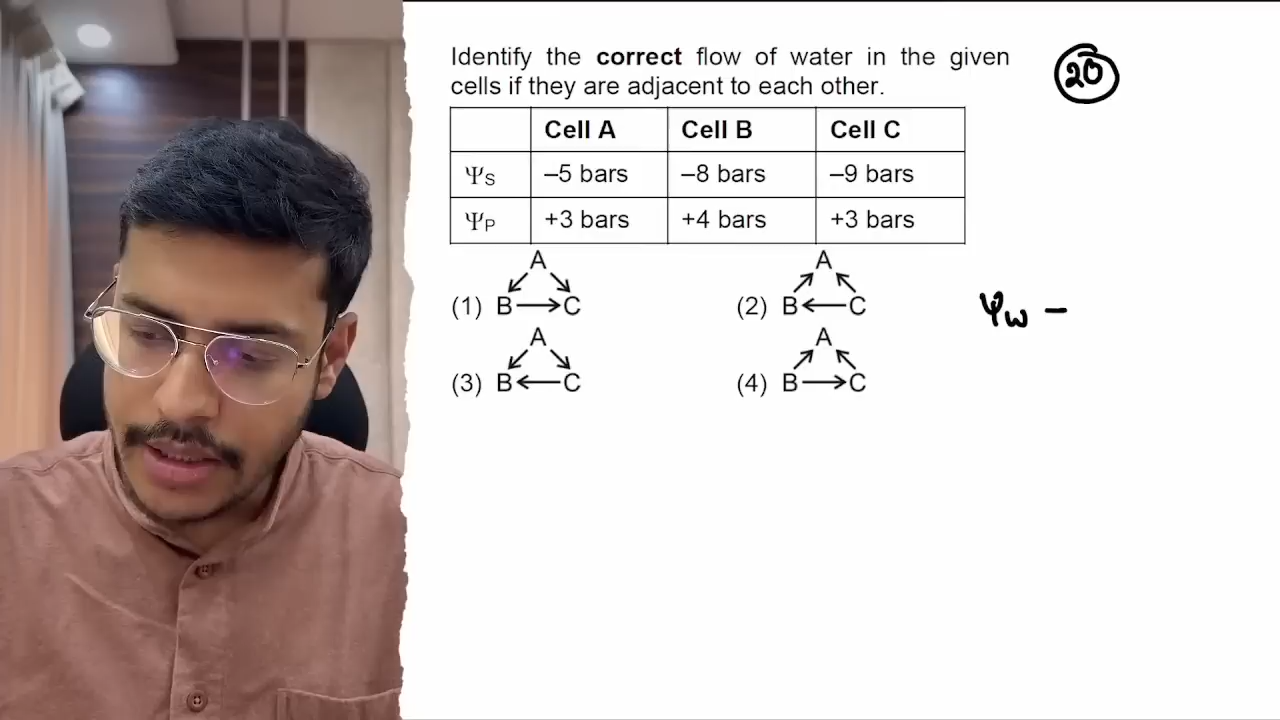 Identify the correct flow of water in the given
cells if they are adjacent to each other.
20
Cell A Cell B Cell C
ΨS –5 bars –8 bars –9 bars
ΨP +3 bars +4 bars +3 bars
(1) A B → C
(2) A B ← C
(3) A B ← C
(4) A B → C
Ψw –